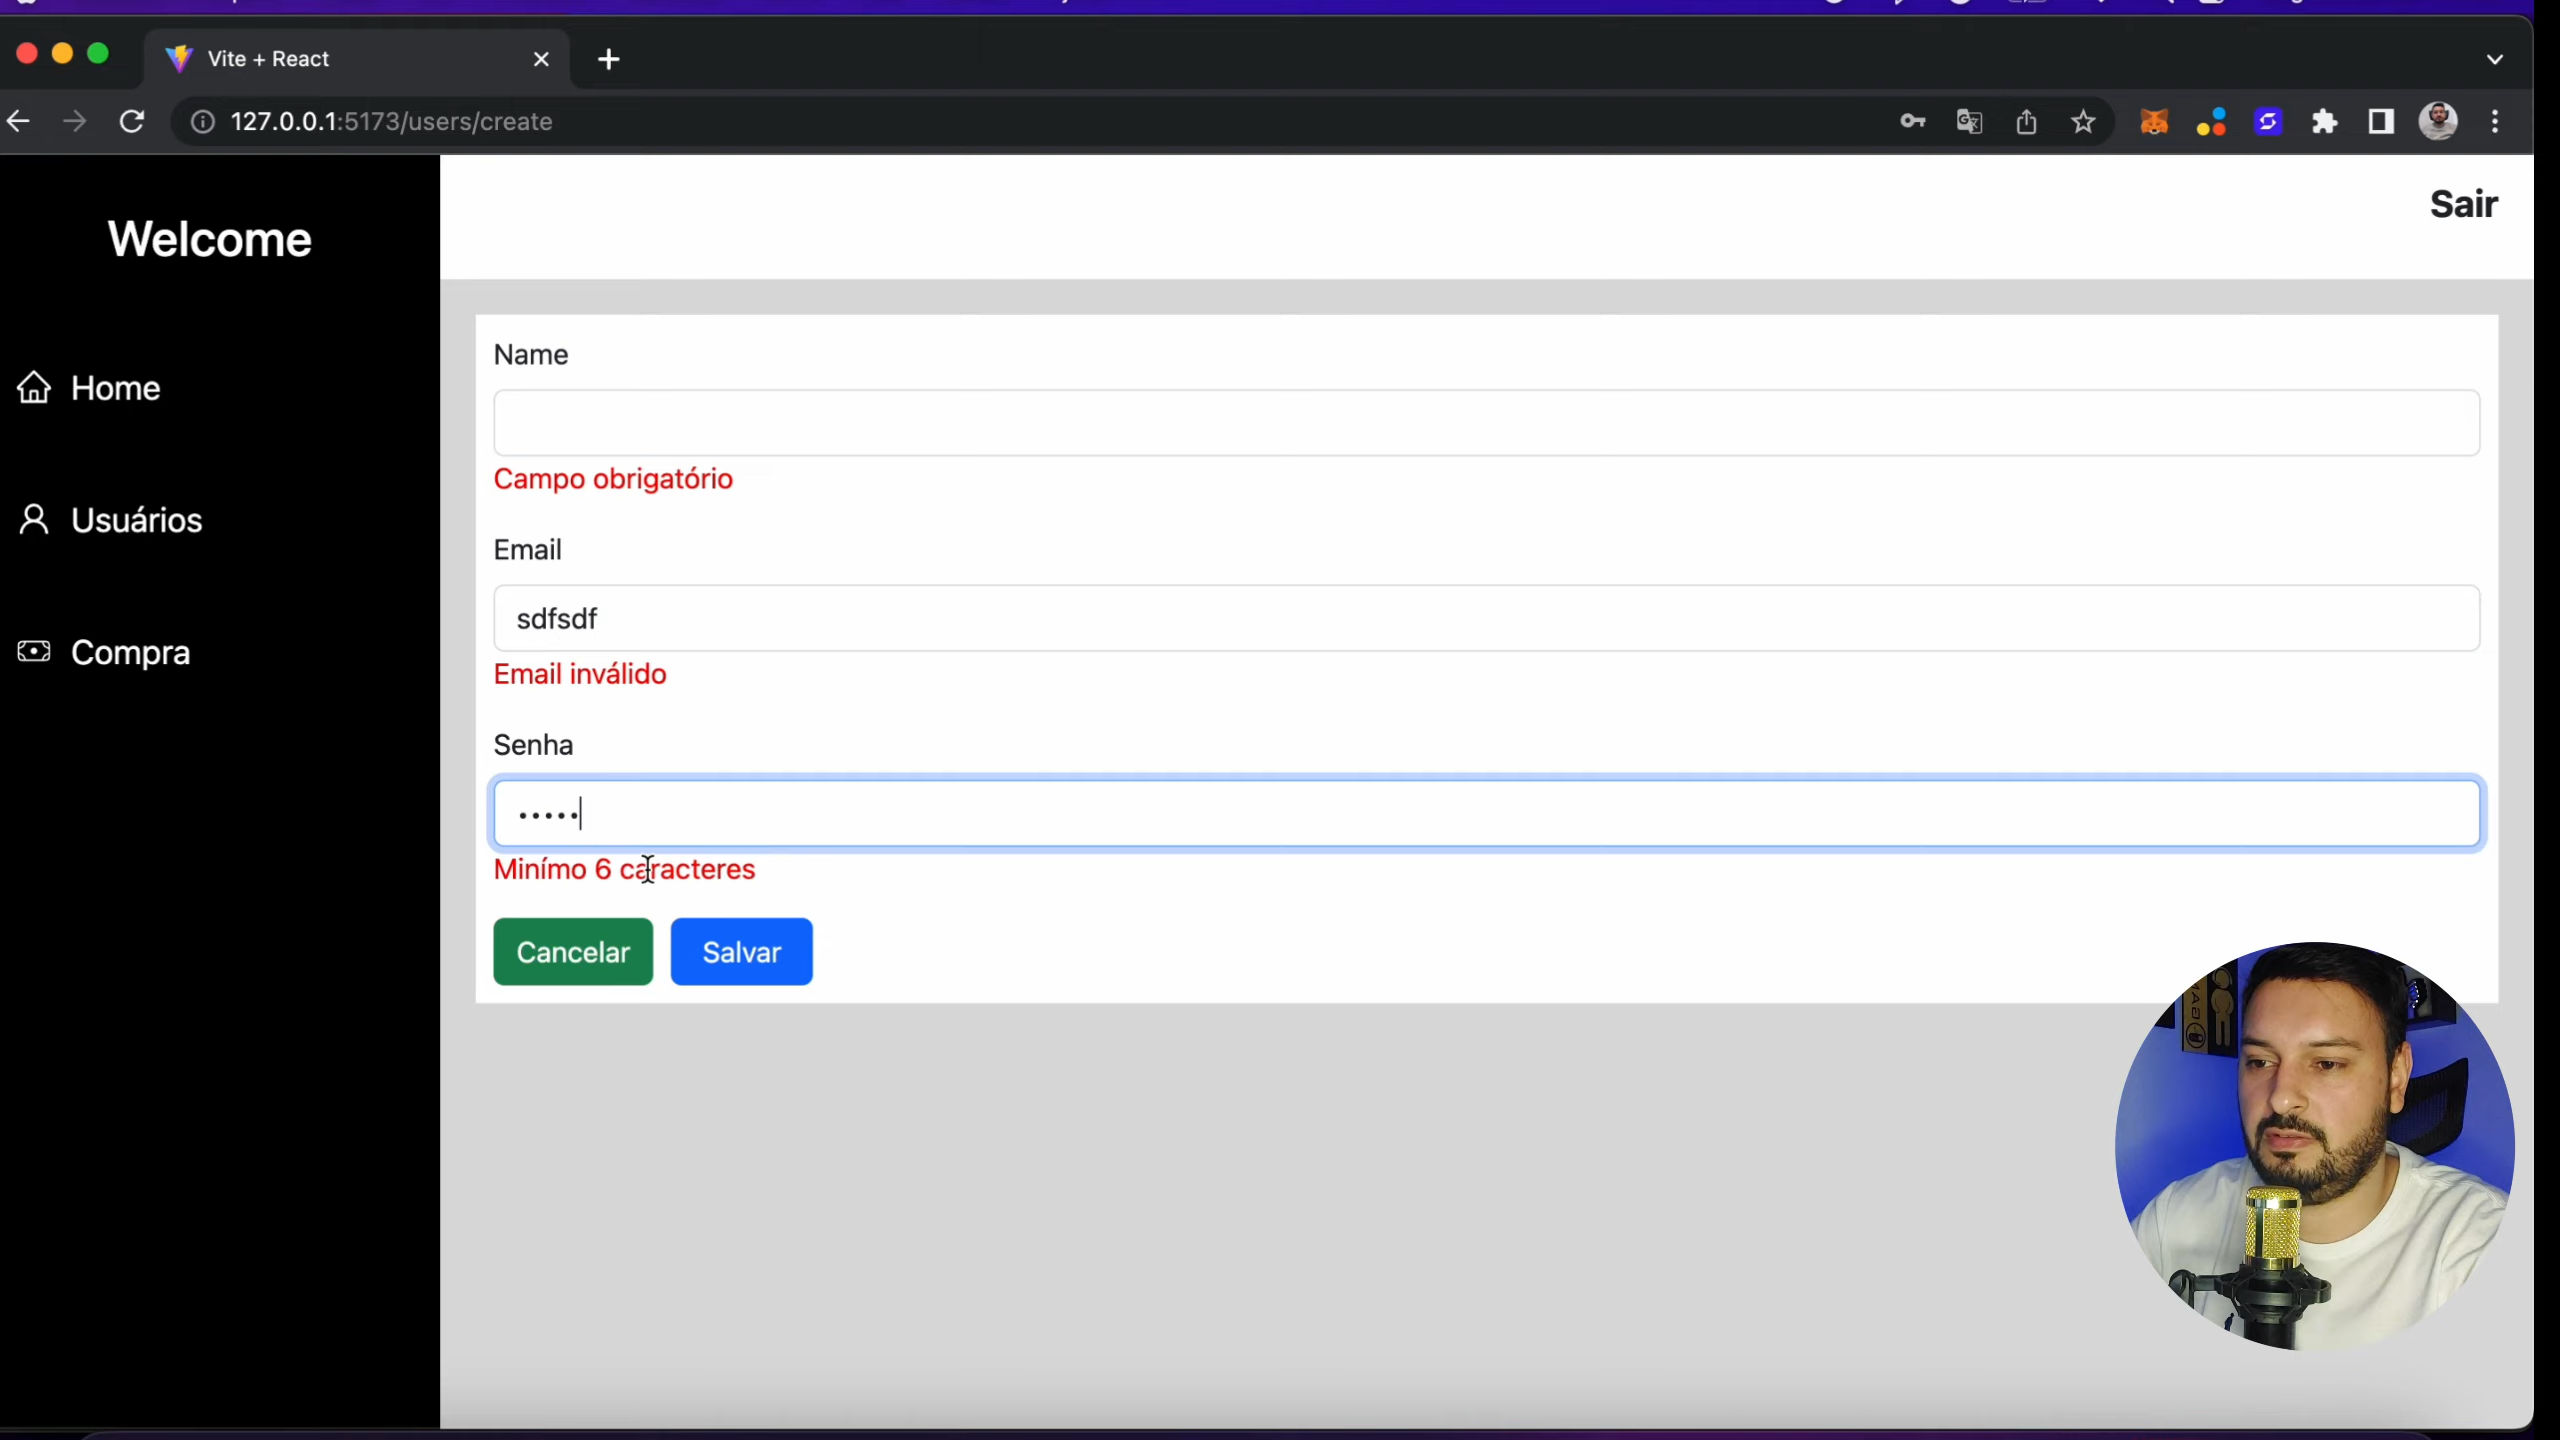 Vite + React
127.0.0.1:5173/users/create
Welcome
Sair
Home
Usuários
Compra
Name
Campo obrigatório
Email
sdfsdf
Email inválido
Senha
•••••
Minímo 6 caracteres
Cancelar
Salvar